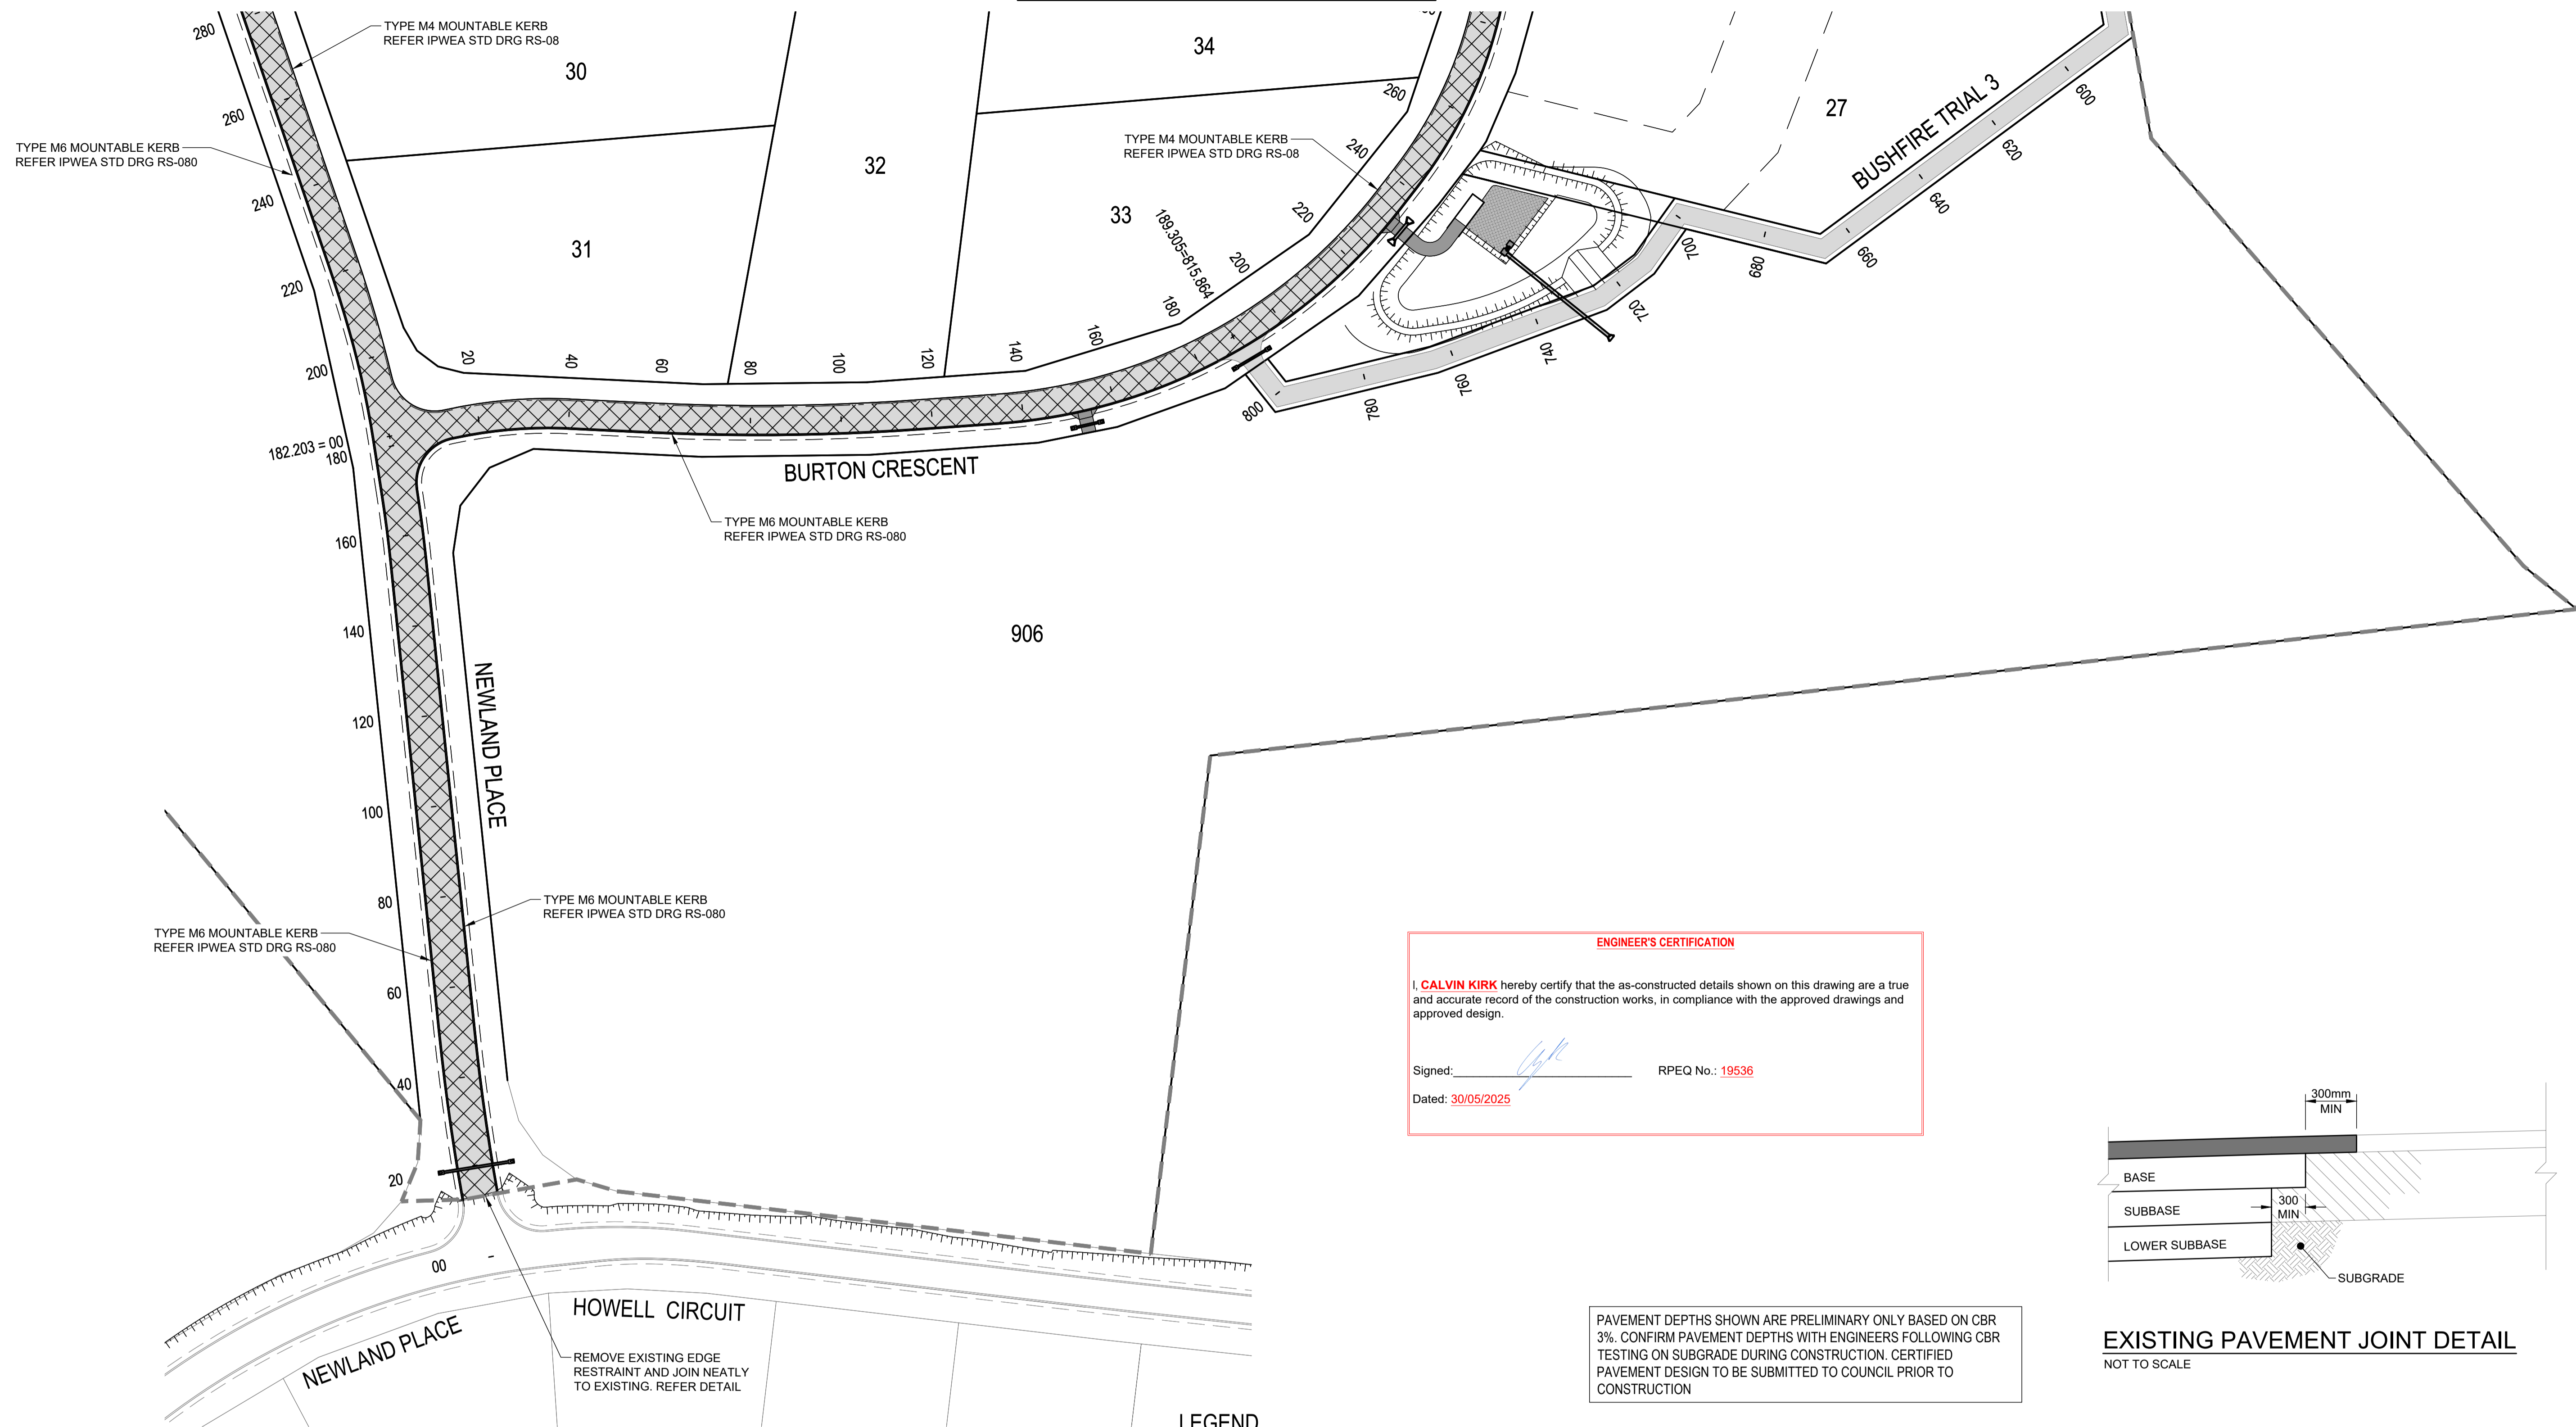 280
TYPE M4 MOUNTABLE KERB
REFER IPWEA STD DRG RS-08
30
34
27
BUSHFIRE TRIAL 3
600
620
640
660
680
700
720
740
760
780
800
260
TYPE M6 MOUNTABLE KERB
REFER IPWEA STD DRG RS-080
240
220
200
182.203 = 00
180
31
32
33
TYPE M4 MOUNTABLE KERB
REFER IPWEA STD DRG RS-08
260
240
220
200
189.305=815.864
180
160
140
120
100
80
60
40
20
BURTON CRESCENT
TYPE M6 MOUNTABLE KERB
REFER IPWEA STD DRG RS-080
160
140
120
100
80
60
40
20
00
NEWLAND PLACE
906
TYPE M6 MOUNTABLE KERB
REFER IPWEA STD DRG RS-080
TYPE M6 MOUNTABLE KERB
REFER IPWEA STD DRG RS-080
HOWELL CIRCUIT
NEWLAND PLACE
REMOVE EXISTING EDGE
RESTRAINT AND JOIN NEATLY
TO EXISTING. REFER DETAIL
LEGEND
ENGINEER'S CERTIFICATION
I, CALVIN KIRK hereby certify that the as-constructed details shown on this drawing are a true
and accurate record of the construction works, in compliance with the approved drawings and
approved design.
Signed: RPEQ No.: 19536
Dated: 30/05/2025
PAVEMENT DEPTHS SHOWN ARE PRELIMINARY ONLY BASED ON CBR
3%. CONFIRM PAVEMENT DEPTHS WITH ENGINEERS FOLLOWING CBR
TESTING ON SUBGRADE DURING CONSTRUCTION. CERTIFIED
PAVEMENT DESIGN TO BE SUBMITTED TO COUNCIL PRIOR TO
CONSTRUCTION
300mm
MIN
BASE
SUBBASE
300
MIN
LOWER SUBBASE
SUBGRADE
EXISTING PAVEMENT JOINT DETAIL
NOT TO SCALE